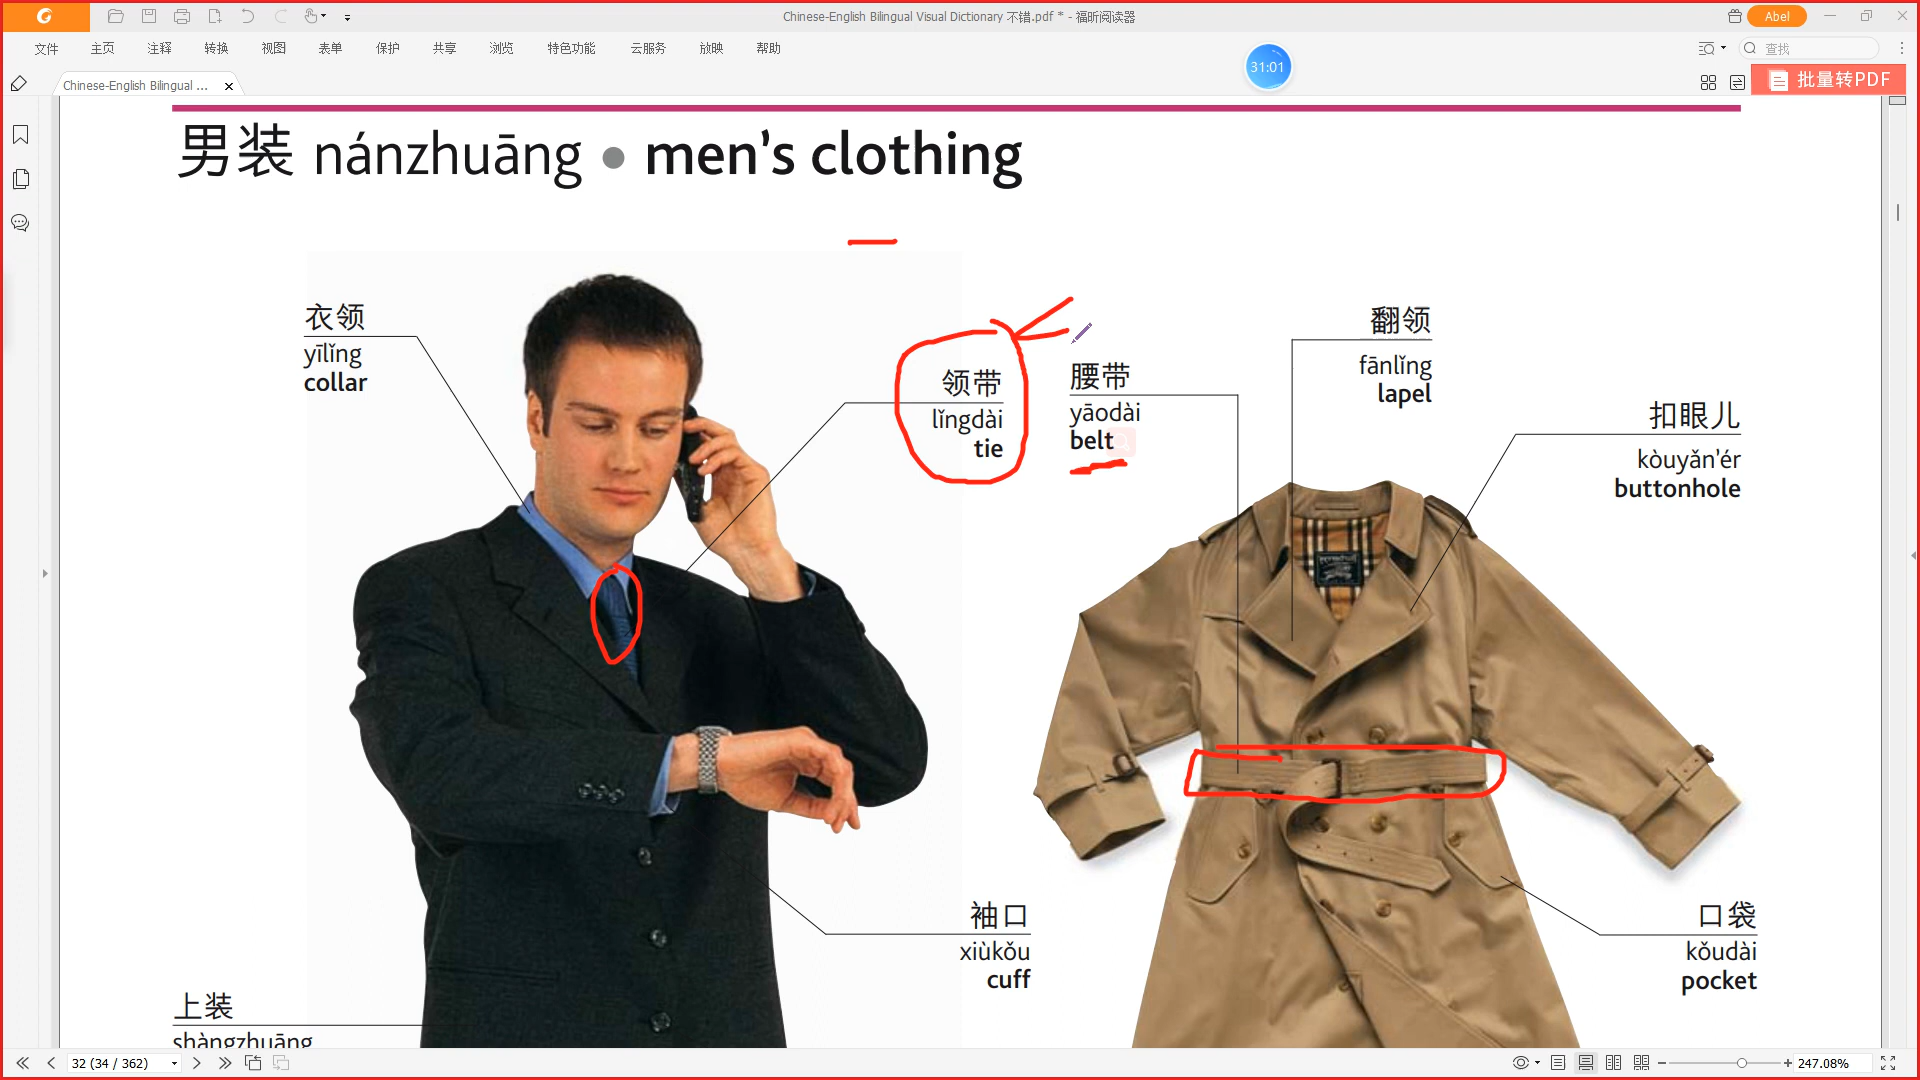 Chinese-English Bilingual Visual Dictionary 不错.pdf * - 福昕阅读器
Abel
文件 主页 注释 转换 视图 表单 保护 共享 浏览 特色功能 云服务 放映 帮助
31:01
查找
Chinese-English Bilingual ...
批量转PDF
男装 nánzhuāng • men's clothing
衣领
yīlǐng
collar
领带
lǐngdài
tie
腰带
yāodài
belt
翻领
fānlǐng
lapel
扣眼儿
kòuyǎn'ér
buttonhole
袖口
xiùkǒu
cuff
口袋
kǒudài
pocket
上装
shàngzhuāng
32 (34 / 362)
247.08%